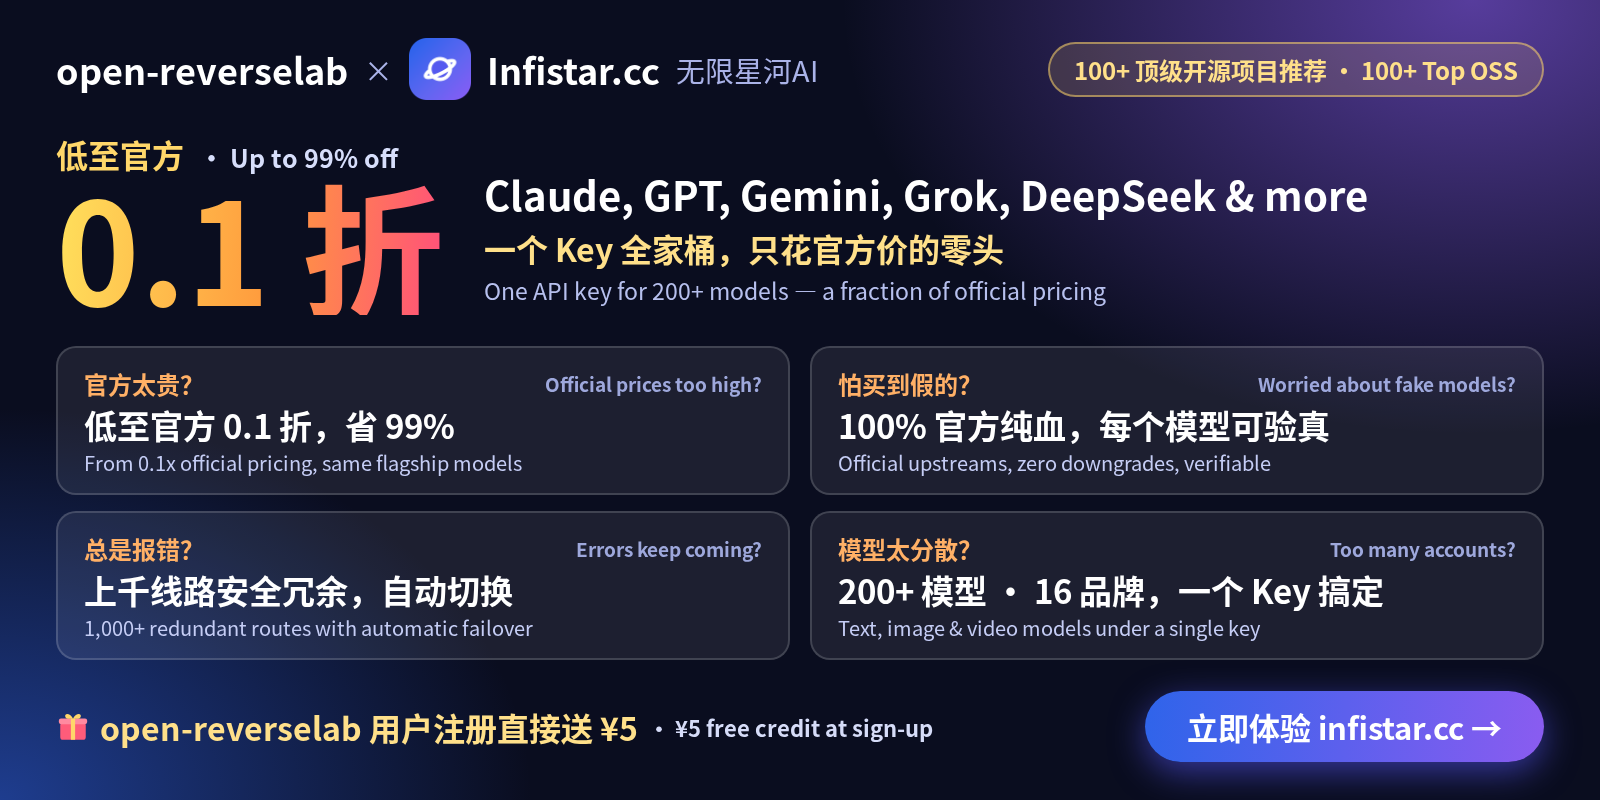 open-reverselab × Infistar.cc 无限星河AI
100+ 顶级开源项目推荐 · 100+ Top OSS
低至官方 · Up to 99% off
0.1 折
Claude, GPT, Gemini, Grok, DeepSeek & more
一个 Key 全家桶，只花官方价的零头
One API key for 200+ models — a fraction of official pricing
官方太贵？ Official prices too high?
低至官方 0.1 折，省 99%
From 0.1x official pricing, same flagship models
怕买到假的？ Worried about fake models?
100% 官方纯血，每个模型可验真
Official upstreams, zero downgrades, verifiable
总是报错？ Errors keep coming?
上千线路安全冗余，自动切换
1,000+ redundant routes with automatic failover
模型太分散？ Too many accounts?
200+ 模型 · 16 品牌，一个 Key 搞定
Text, image & video models under a single key
open-reverselab 用户注册直接送 ¥5 · ¥5 free credit at sign-up
立即体验 infistar.cc →